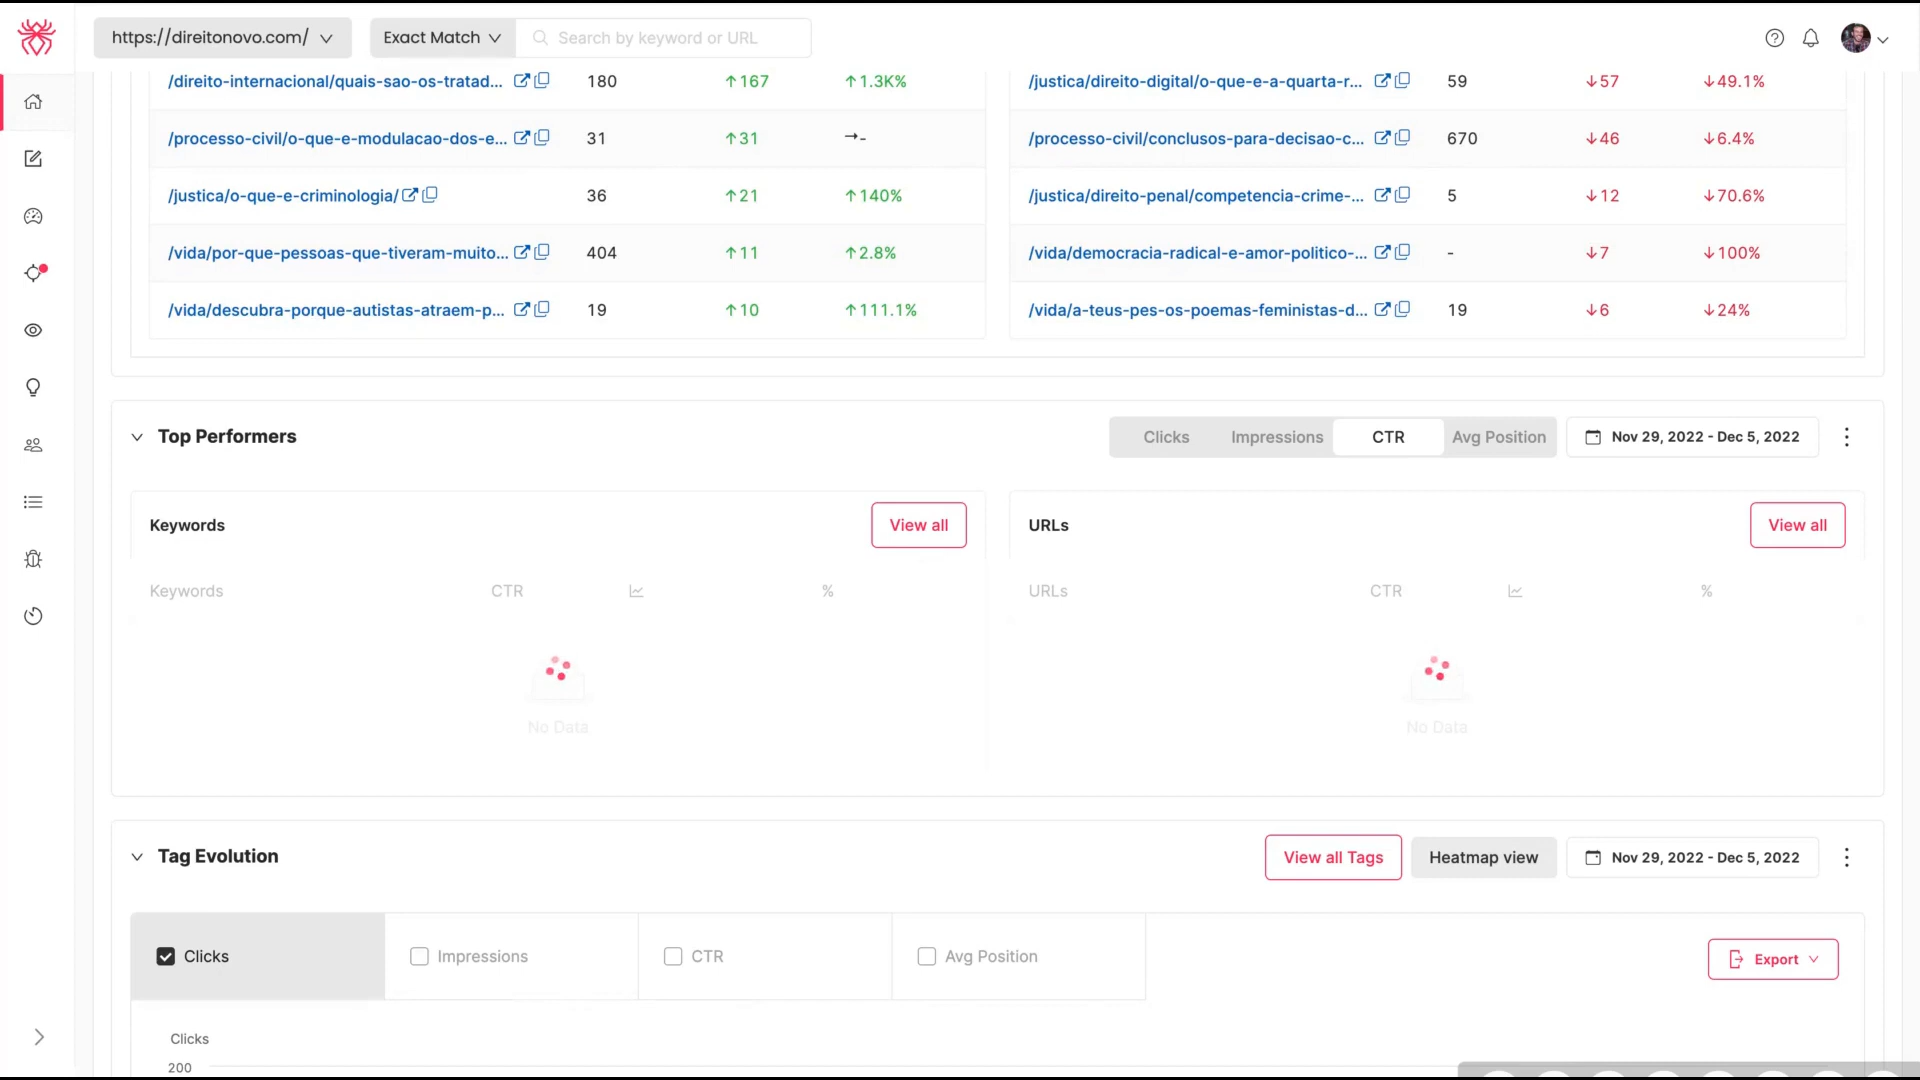 https://direitonovo.com/
Exact Match
Search by keyword or URL
/direito-internacional/quais-sao-os-tratad... 180 ↑167 ↑1.3K%
/processo-civil/o-que-e-modulacao-dos-e... 31 ↑31 →-
/justica/o-que-e-criminologia/ 36 ↑21 ↑140%
/vida/por-que-pessoas-que-tiveram-muito... 404 ↑11 ↑2.8%
/vida/descubra-porque-autistas-atraem-p... 19 ↑10 ↑111.1%
/justica/direito-digital/o-que-e-a-quarta-r... 59 ↓57 ↓49.1%
/processo-civil/conclusos-para-decisao-c... 670 ↓46 ↓6.4%
/justica/direito-penal/competencia-crime-... 5 ↓12 ↓70.6%
/vida/democracia-radical-e-amor-politico-... - ↓7 ↓100%
/vida/a-teus-pes-os-poemas-feministas-d... 19 ↓6 ↓24%
Top Performers
Clicks Impressions CTR Avg Position
Nov 29, 2022 - Dec 5, 2022
Keywords
View all
Keywords CTR %
No Data
URLs
View all
URLs CTR %
No Data
Tag Evolution
View all Tags
Heatmap view
Nov 29, 2022 - Dec 5, 2022
Clicks Impressions CTR Avg Position
Export
Clicks
200